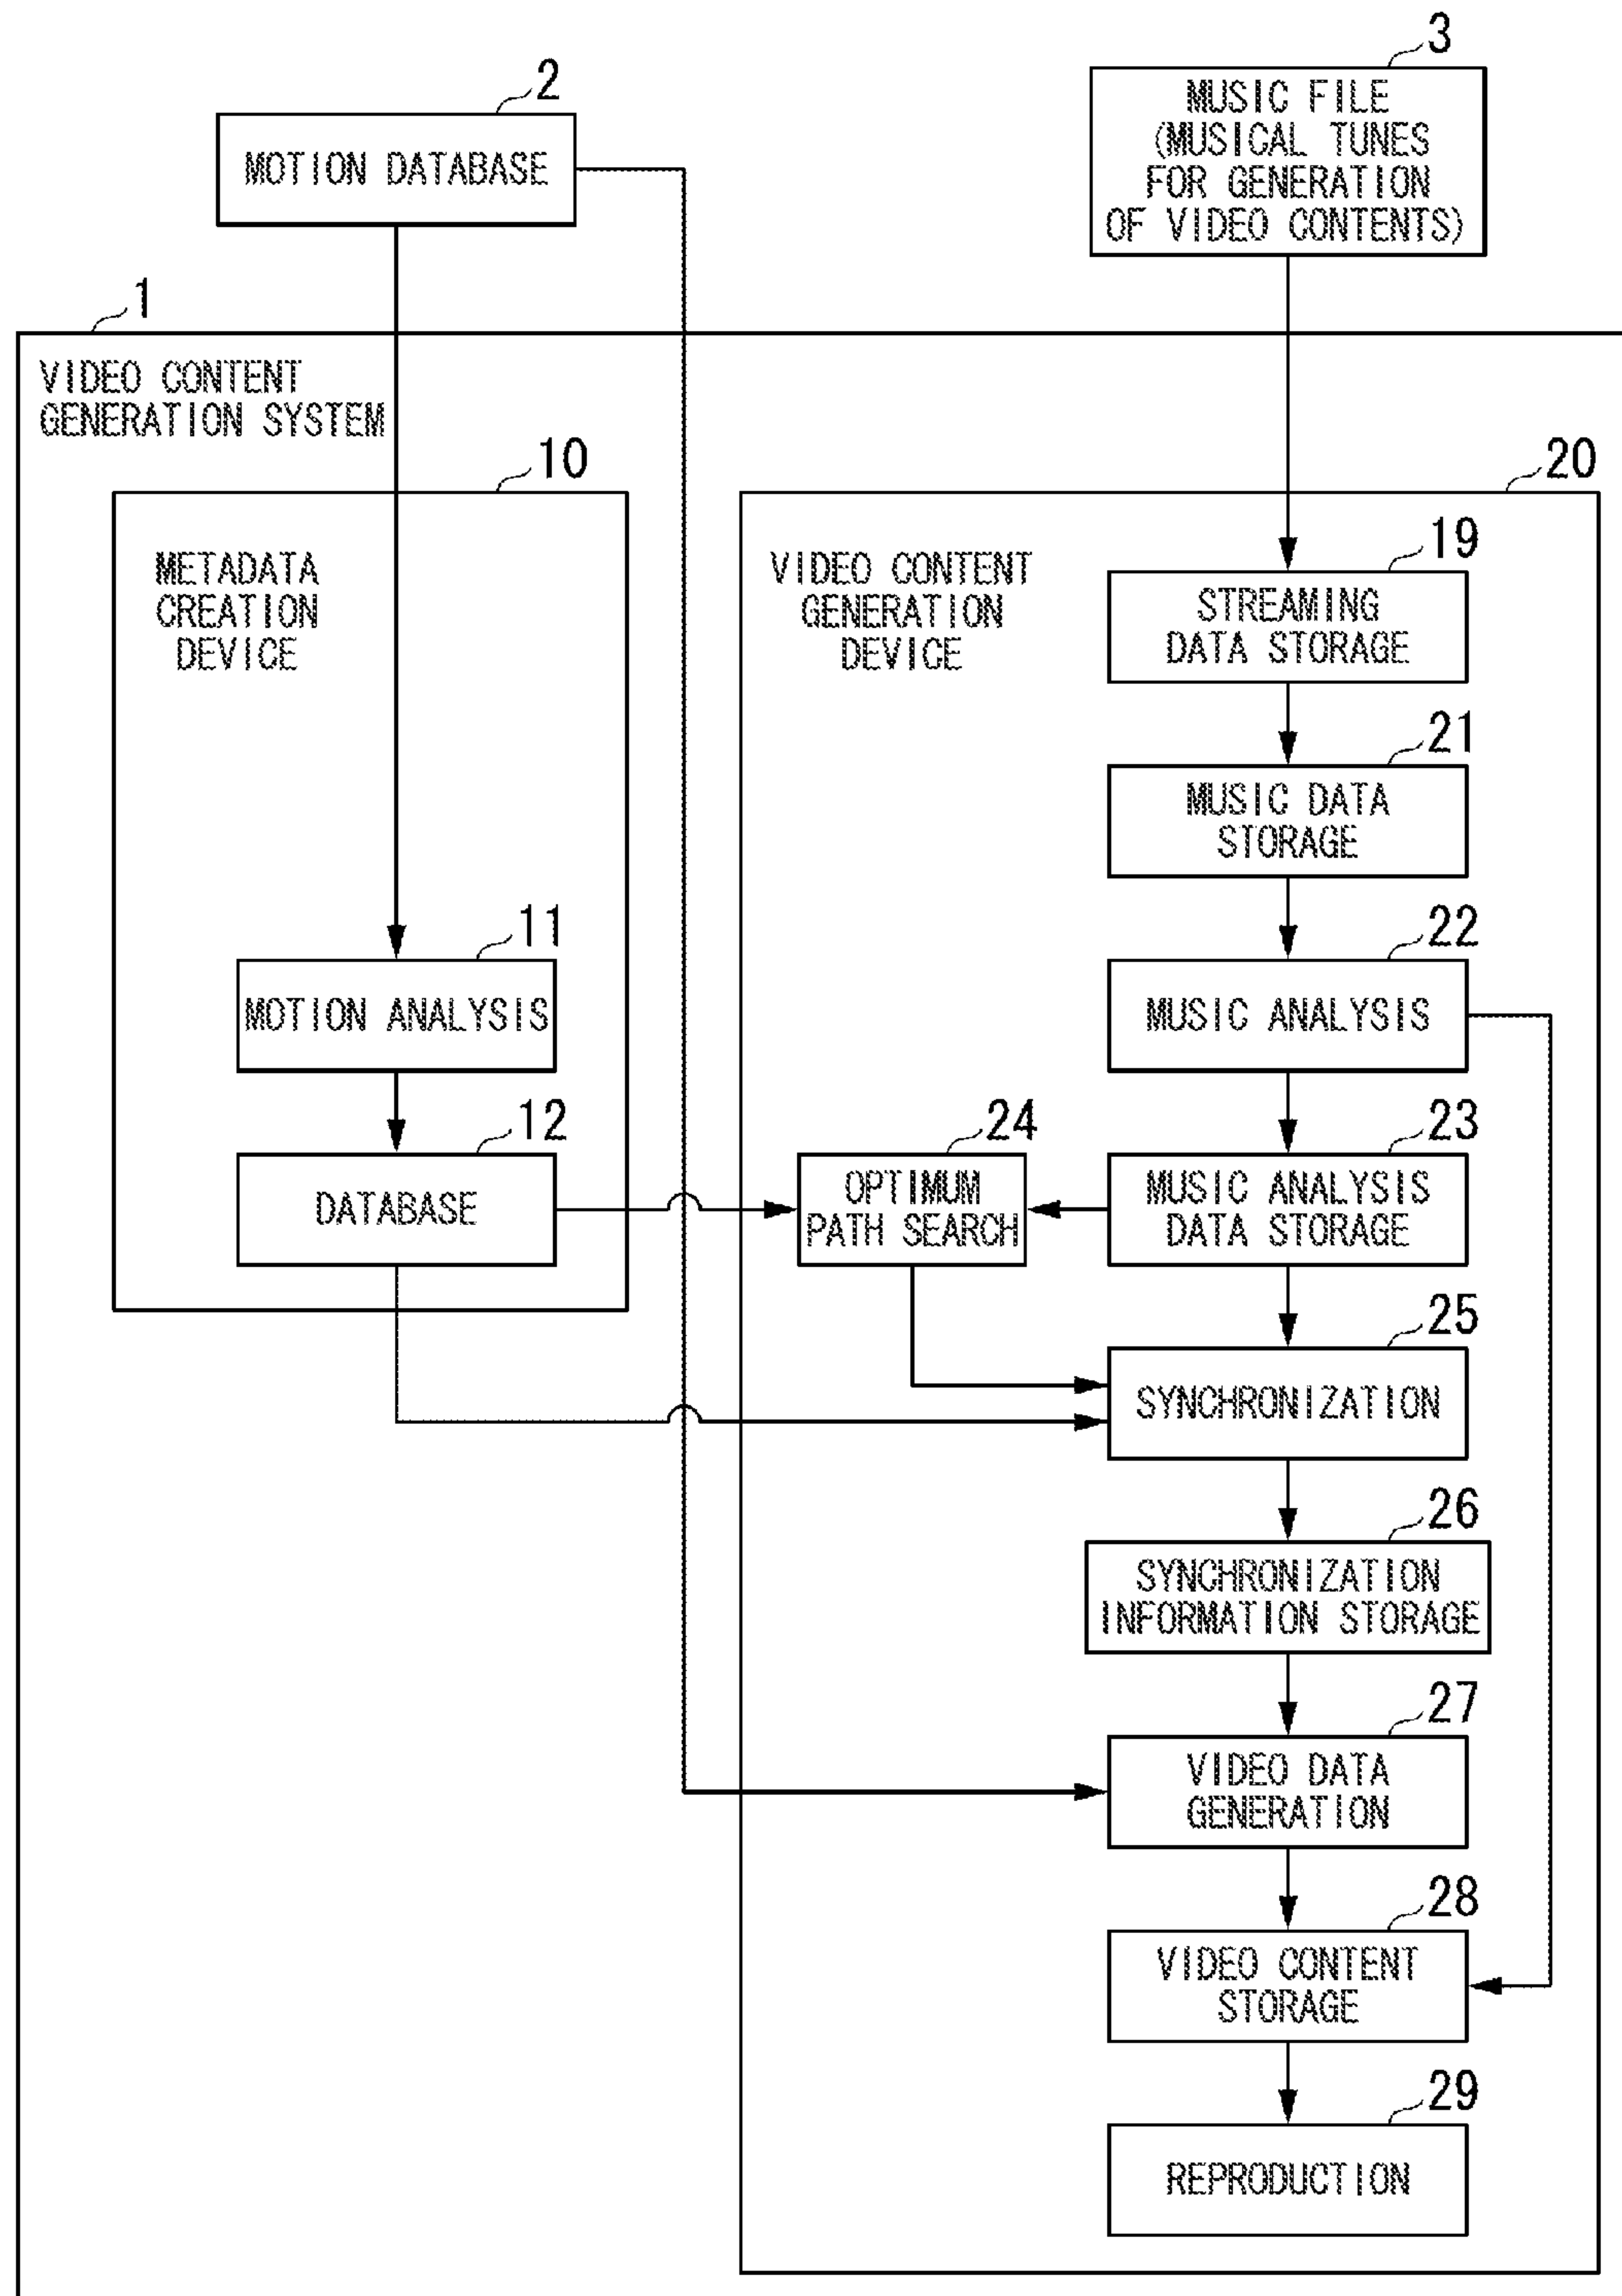 3
MUSIC FILE
(MUSICAL TUNES
FOR GENERATION
OF VIDEO CONTENTS)
2
MOTION DATABASE
1
VIDEO CONTENT
GENERATION SYSTEM
10
METADATA
CREATION
DEVICE
11
MOTION ANALYSIS
12
DATABASE
20
VIDEO CONTENT
GENERATION
DEVICE
19
STREAMING
DATA STORAGE
21
MUSIC DATA
STORAGE
22
MUSIC ANALYSIS
23
MUSIC ANALYSIS
DATA STORAGE
24
OPTIMUM
PATH SEARCH
25
SYNCHRONIZATION
26
SYNCHRONIZATION
INFORMATION STORAGE
27
VIDEO DATA
GENERATION
28
VIDEO CONTENT
STORAGE
29
REPRODUCTION